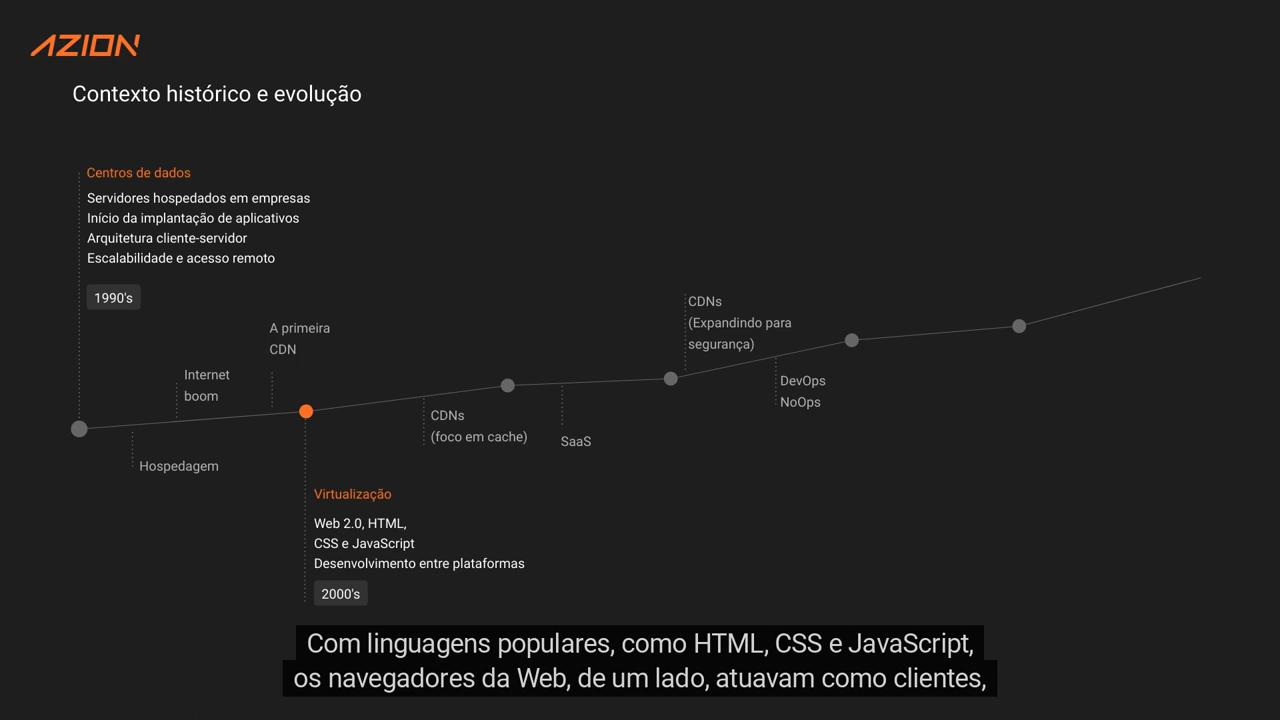 AZION
Contexto histórico e evolução
Centros de dados
Servidores hospedados em empresas
Início da implantação de aplicativos
Arquitetura cliente-servidor
Escalabilidade e acesso remoto
1990's
A primeira
CDN
Internet
boom
Hospedagem
CDNs
(Expandindo para
segurança)
DevOps
NoOps
CDNs
(foco em cache)
SaaS
Virtualização
Web 2.0, HTML,
CSS e JavaScript
Desenvolvimento entre plataformas
2000's
Com linguagens populares, como HTML, CSS e JavaScript,
os navegadores da Web, de um lado, atuavam como clientes,